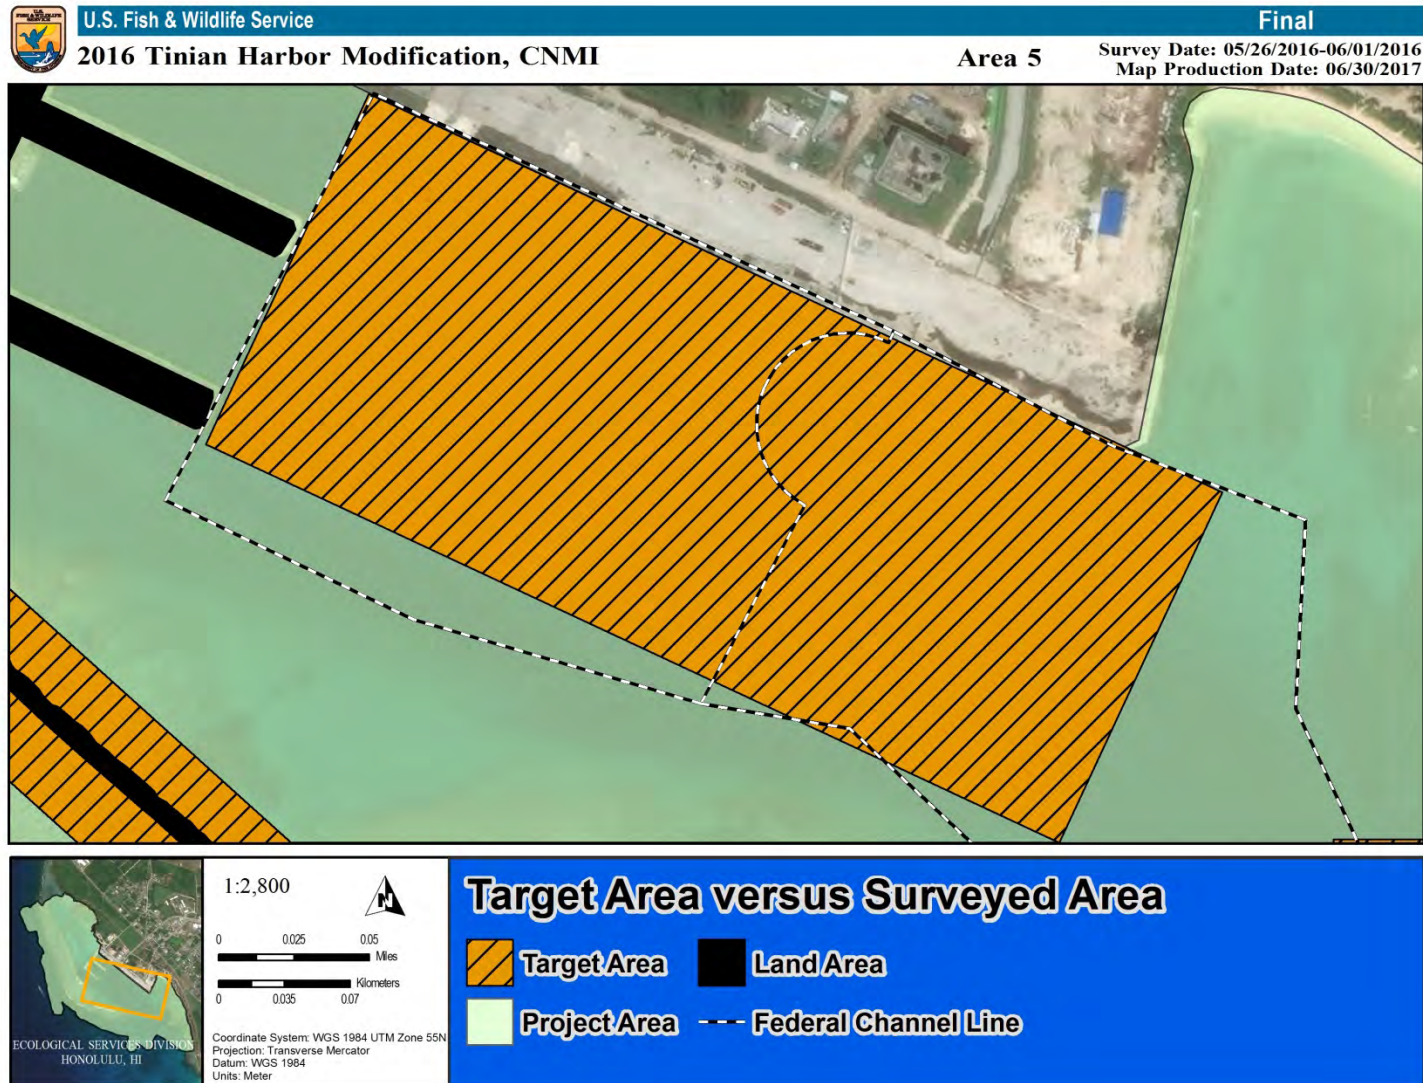 U.S.
FISH & WILDLIFE
SERVICE
U.S. Fish & Wildlife Service
Final
2016 Tinian Harbor Modification, CNMI
Area 5
Survey Date: 05/26/2016-06/01/2016
Map Production Date: 06/30/2017
ECOLOGICAL SERVICES DIVISION
HONOLULU, HI
1:2,800
N
0 0.025 0.05
Miles
Kilometers
0 0.035 0.07
Coordinate System: WGS 1984 UTM Zone 55N
Projection: Transverse Mercator
Datum: WGS 1984
Units: Meter
Target Area versus Surveyed Area
Target Area
Land Area
Project Area
Federal Channel Line